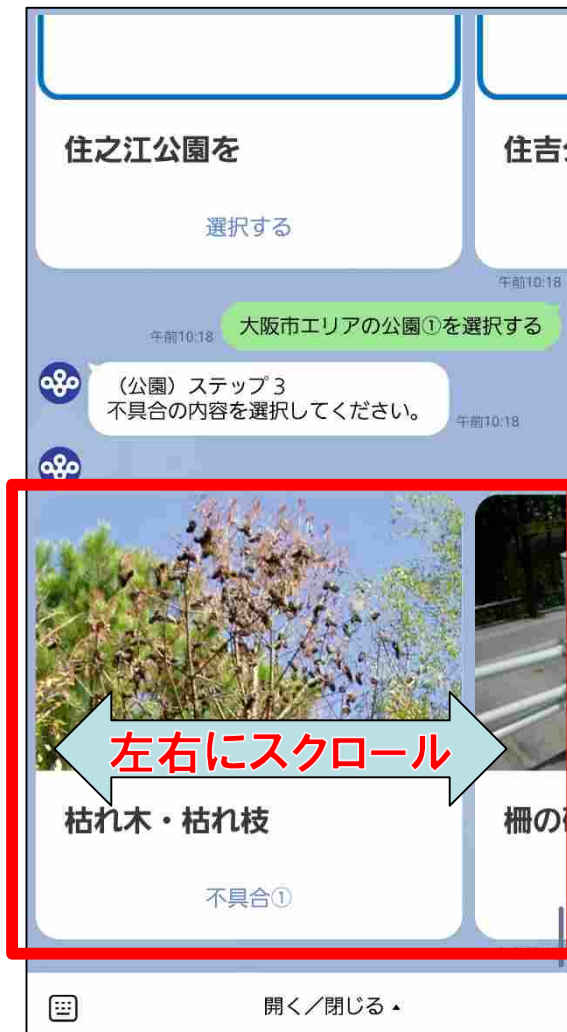 住之江公園を
住吉
選択する
午前10:18
午前10:18
大阪市エリアの公園①を選択する
(公園)ステップ3
不具合の内容を選択してください。
午前10:18
左右にスクロール
枯れ木・枯れ枝
柵の
不具合①
開く／閉じる▲